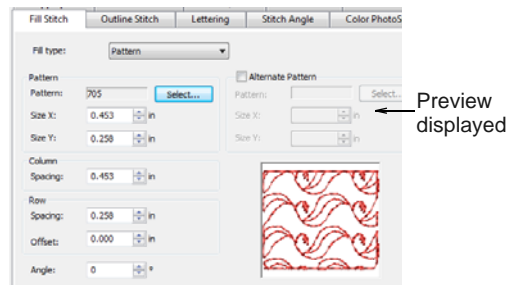 Fill Stitch Outline Stitch Lettering Stitch Angle Color PhotoS
Fill type: Pattern
Pattern
Pattern: 705 Select...
Size X: 0.453 in
Size Y: 0.258 in
Alternate Pattern
Pattern: Select...
Size X: in
Size Y: in
Preview
displayed
Column
Spacing: 0.453 in
Row
Spacing: 0.258 in
Offset: 0.000 in
Angle: 0 °